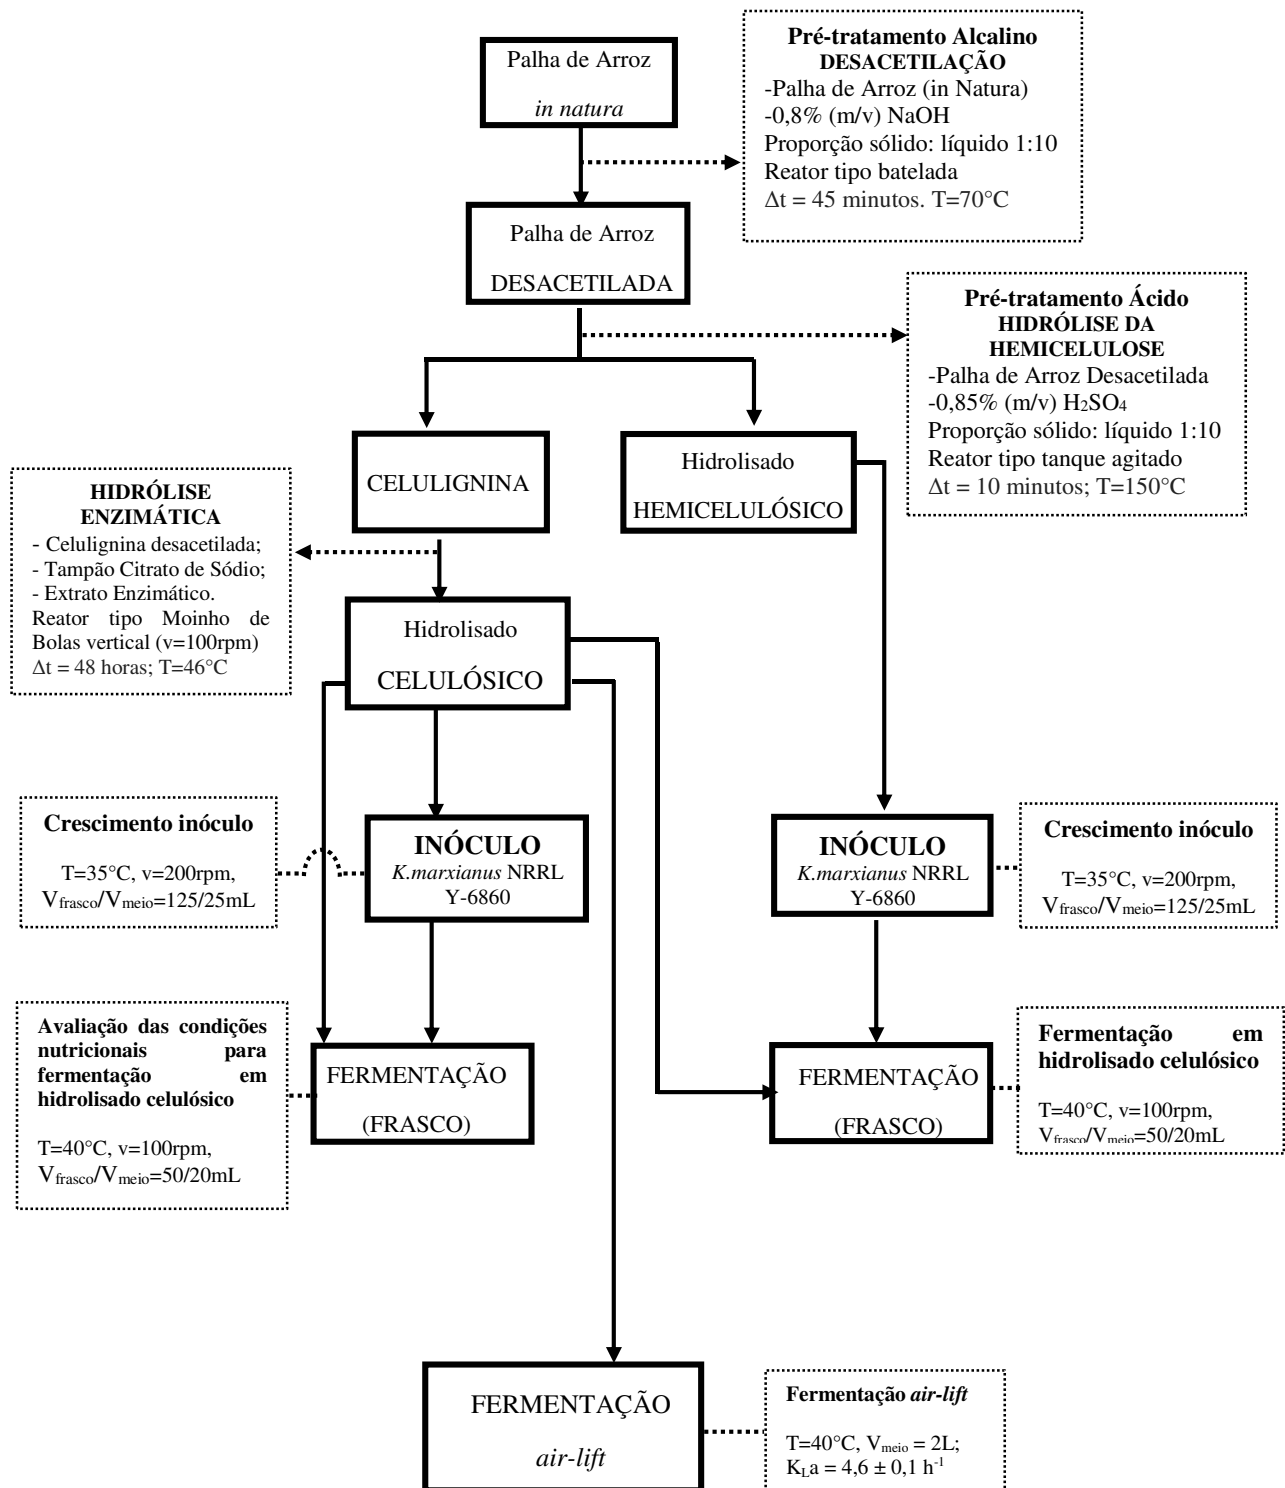 Palha de Arroz
in natura
Pré-tratamento Alcalino
DESACETILAÇÃO
-Palha de Arroz (in Natura)
-0,8% (m/v) NaOH
Proporção sólido: líquido 1:10
Reator tipo batelada
Δt = 45 minutos. T=70°C
Palha de Arroz
DESACETILADA
Pré-tratamento Ácido
HIDRÓLISE DA
HEMICELULOSE
-Palha de Arroz Desacetilada
-0,85% (m/v) H₂SO₄
Proporção sólido: líquido 1:10
Reator tipo tanque agitado
Δt = 10 minutos; T=150°C
CELULIGNINA
Hidrolisado
HEMICELULÓSICO
HIDRÓLISE
ENZIMÁTICA
- Celulignina desacetilada;
- Tampão Citrato de Sódio;
- Extrato Enzimático.
Reator tipo Moinho de
Bolas vertical (v=100rpm)
Δt = 48 horas; T=46°C
Hidrolisado
CELULÓSICO
Crescimento inóculo
T=35°C, v=200rpm,
Vfrasco/Vmeio=125/25mL
INÓCULO
K.marxianus NRRL
Y-6860
INÓCULO
K.marxianus NRRL
Y-6860
Crescimento inóculo
T=35°C, v=200rpm,
Vfrasco/Vmeio=125/25mL
Avaliação das condições
nutricionais para
fermentação em
hidrolisado celulósico
T=40°C, v=100rpm,
Vfrasco/Vmeio=50/20mL
FERMENTAÇÃO
(FRASCO)
FERMENTAÇÃO
(FRASCO)
Fermentação em
hidrolisado celulósico
T=40°C, v=100rpm,
Vfrasco/Vmeio=50/20mL
FERMENTAÇÃO
air-lift
Fermentação air-lift
T=40°C, Vmeio = 2L;
KLa = 4,6 ± 0,1 h⁻¹